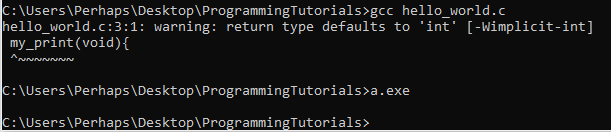 C:\Users\Perhaps\Desktop\ProgrammingTutorials>gcc hello_world.c
hello_world.c:3:1: warning: return type defaults to 'int' [-Wimplicit-int]
 my_print(void){
 ^~~~~~~~
C:\Users\Perhaps\Desktop\ProgrammingTutorials>a.exe
C:\Users\Perhaps\Desktop\ProgrammingTutorials>